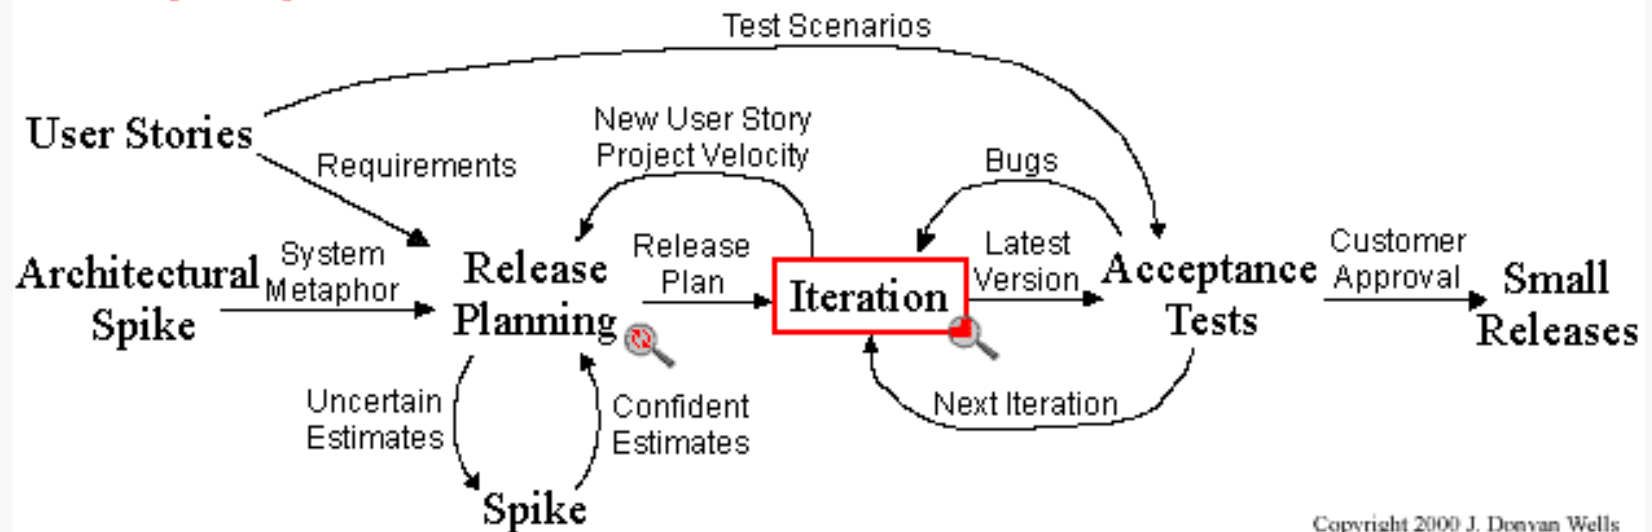 Test Scenarios
User Stories
Requirements
New User Story
Project Velocity
Bugs
Architectural
Spike
System
Metaphor
Release
Planning
Release
Plan
Iteration
Latest
Version
Acceptance
Tests
Customer
Approval
Small
Releases
Uncertain
Estimates
Confident
Estimates
Next Iteration
Spike
Copyright 2000 J. Donvan Wells